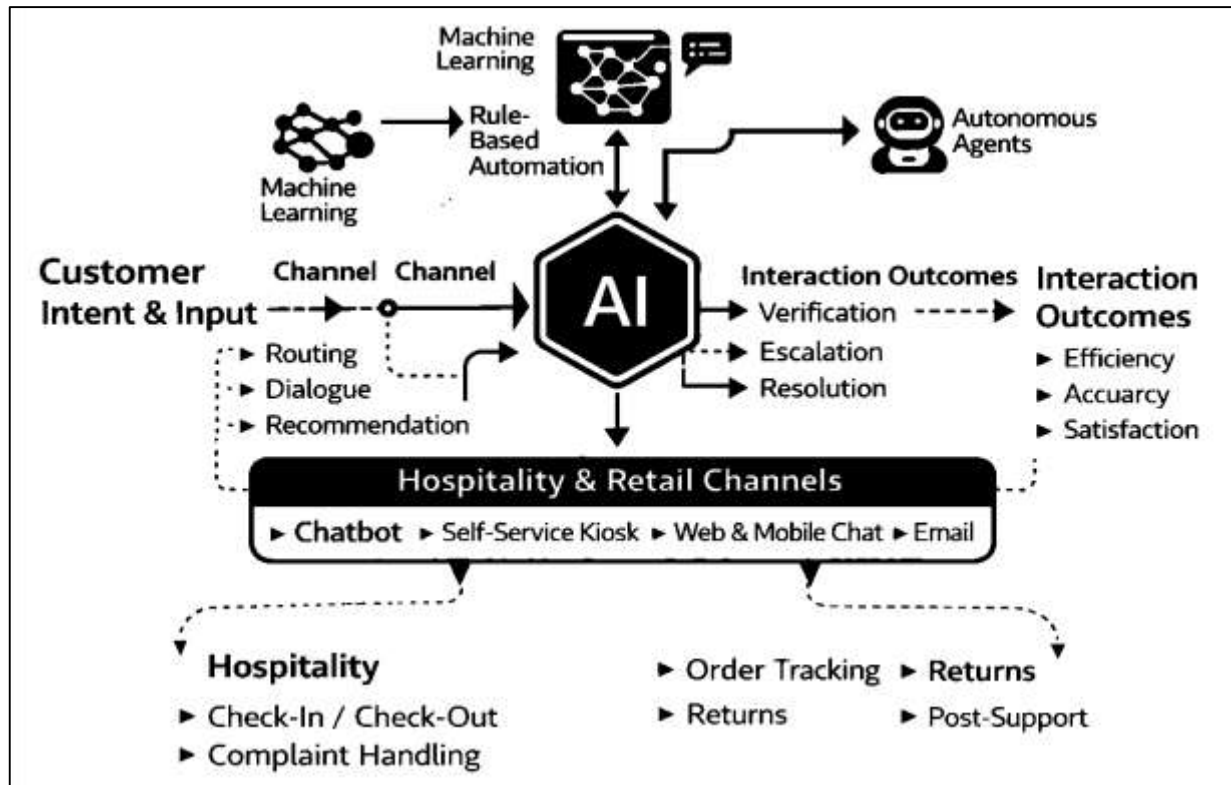 Machine
Learning
Rule-
Based
Automation
Machine
Learning
Autonomous
Agents
Customer
Intent & Input
Channel
Channel
Routing
Dialogue
Recommendation
AI
Interaction Outcomes
Verification
Escalation
Resolution
Interaction
Outcomes
Efficiency
Accuarcy
Satisfaction
Hospitality & Retail Channels
Chatbot
Self-Service Kiosk
Web & Mobile Chat
Email
Hospitality
Check-In / Check-Out
Complaint Handling
Order Tracking
Returns
Returns
Post-Support